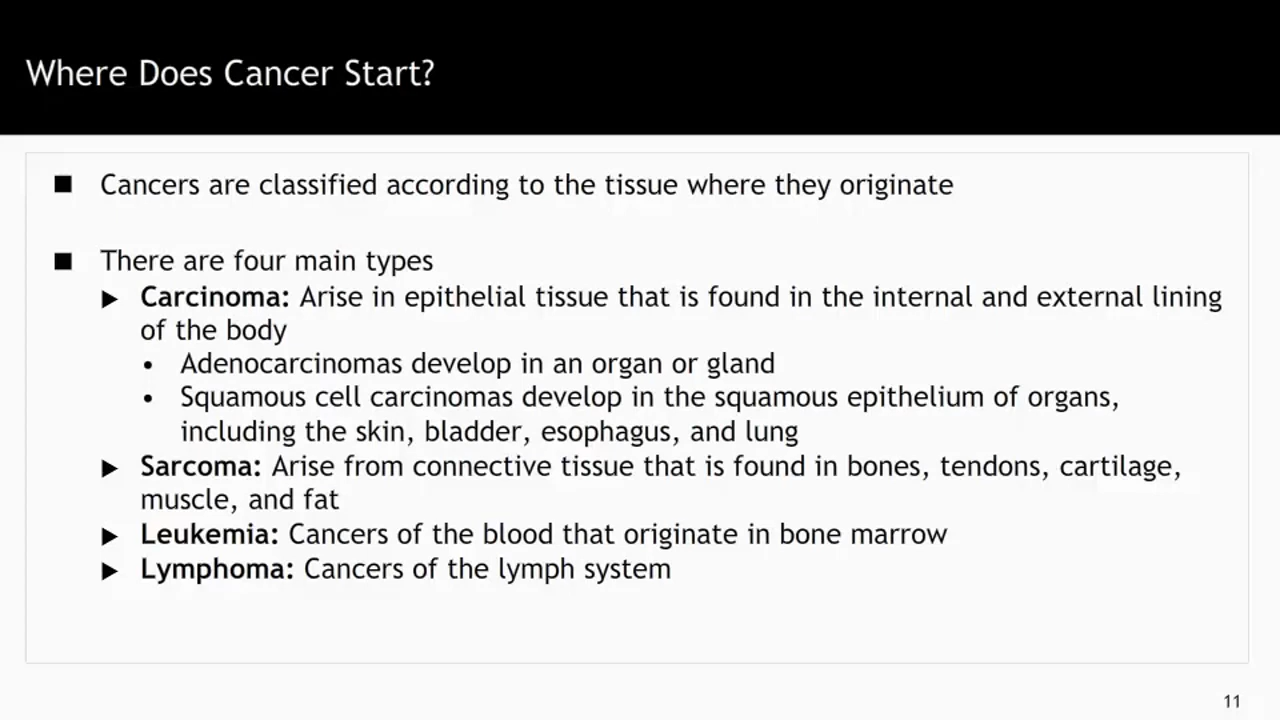 Where Does Cancer Start?
■ Cancers are classified according to the tissue where they originate
■ There are four main types
▶ Carcinoma: Arise in epithelial tissue that is found in the internal and external lining
of the body
• Adenocarcinomas develop in an organ or gland
• Squamous cell carcinomas develop in the squamous epithelium of organs,
including the skin, bladder, esophagus, and lung
▶ Sarcoma: Arise from connective tissue that is found in bones, tendons, cartilage,
muscle, and fat
▶ Leukemia: Cancers of the blood that originate in bone marrow
▶ Lymphoma: Cancers of the lymph system
11